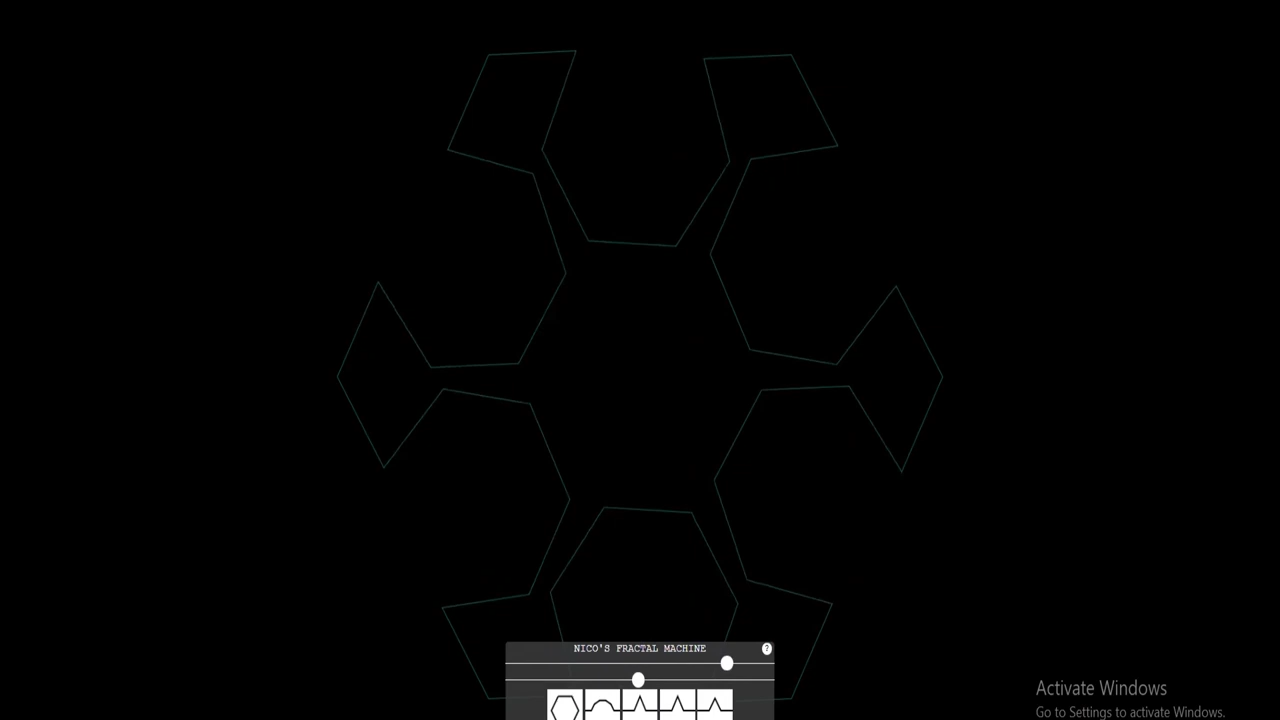 NICO'S FRACTAL MACHINE
?
Activate Windows
Go to Settings to activate Windows.